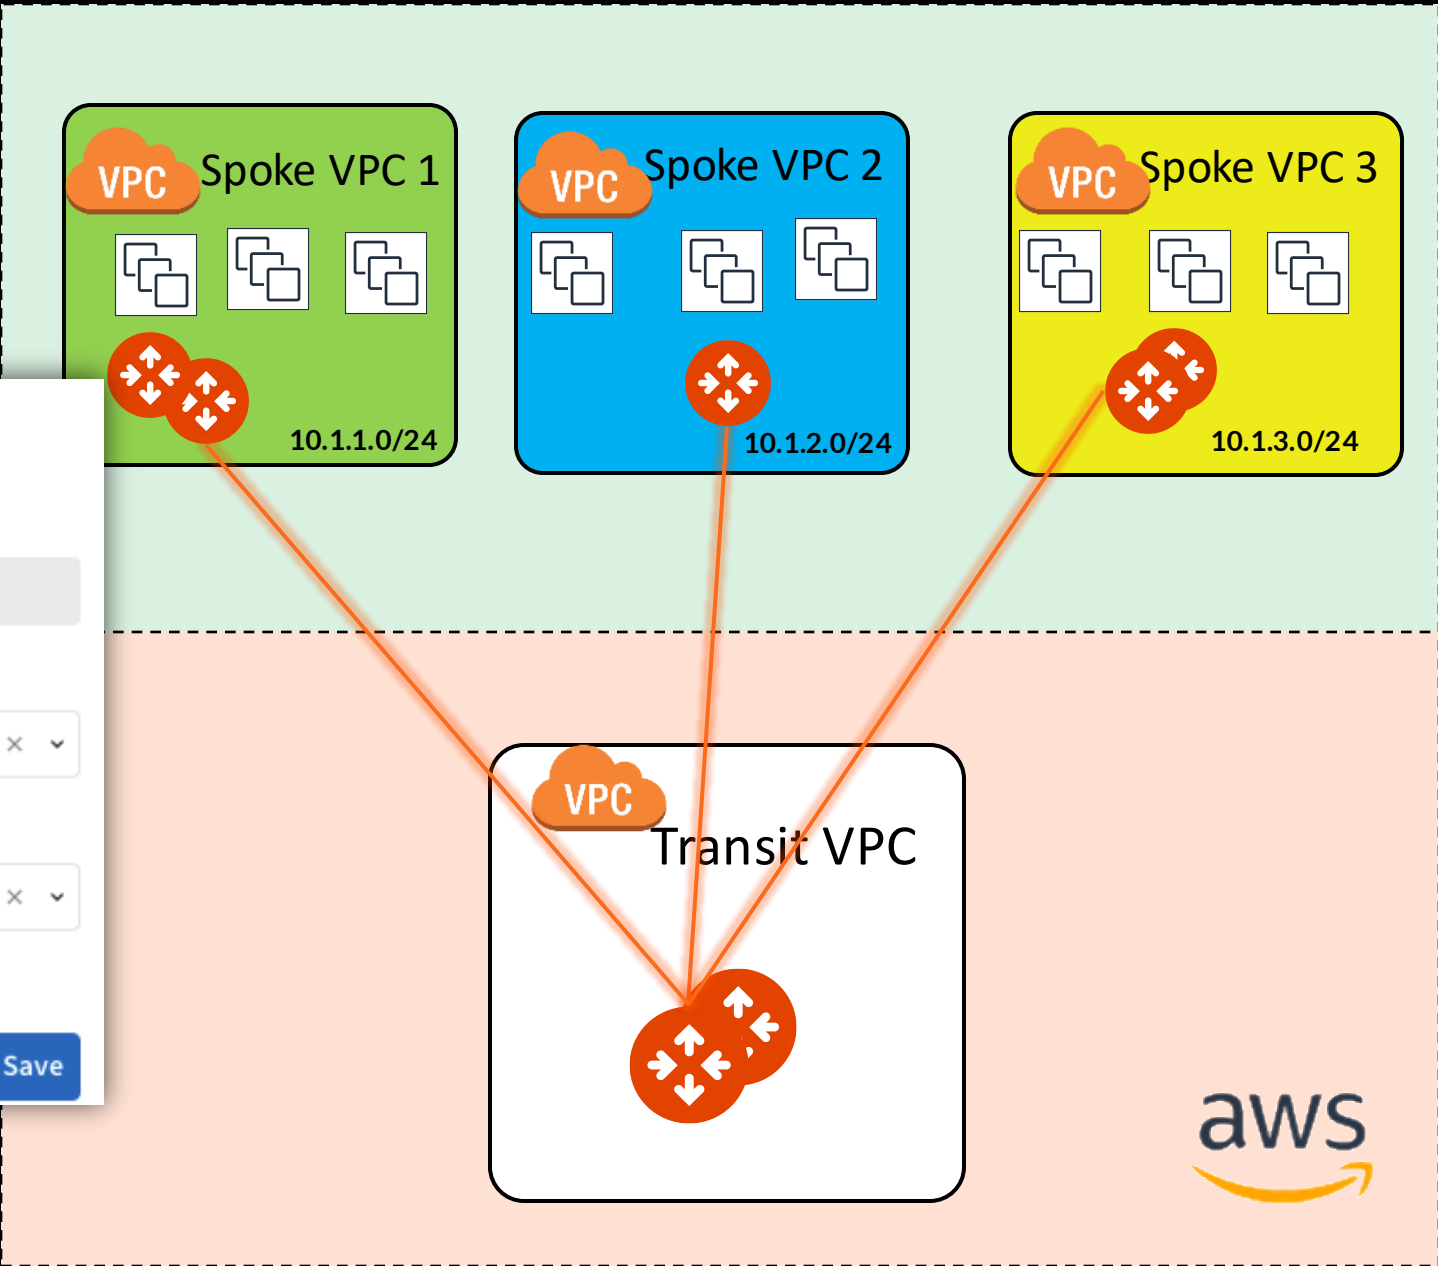 VPC
Spoke VPC 1
VPC
Spoke VPC 2
VPC
Spoke VPC 3
10.1.1.0/24
10.1.2.0/24
10.1.3.0/24
VPC
Transit VPC
Save
aws